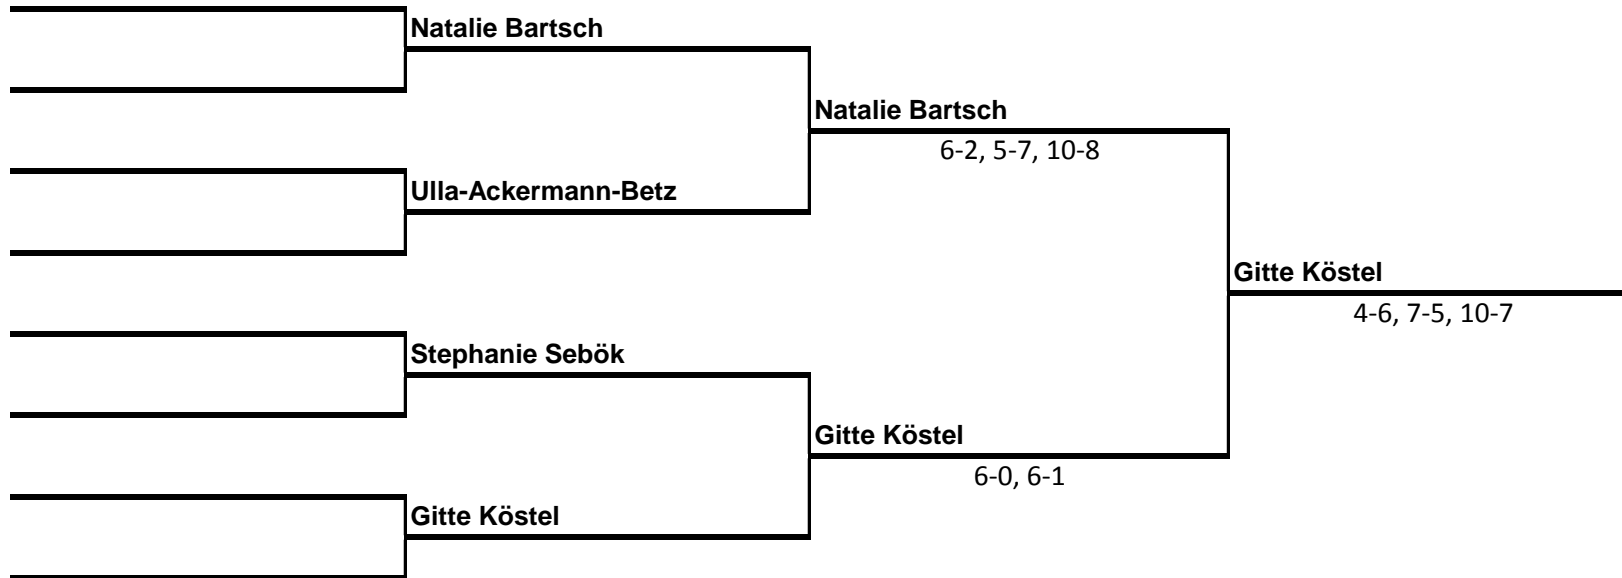 Natalie Bartsch
Natalie Bartsch
6-2, 5-7, 10-8
Ulla-Ackermann-Betz
Gitte Köstel
4-6, 7-5, 10-7
Stephanie Sebök
Gitte Köstel
6-0, 6-1
Gitte Köstel